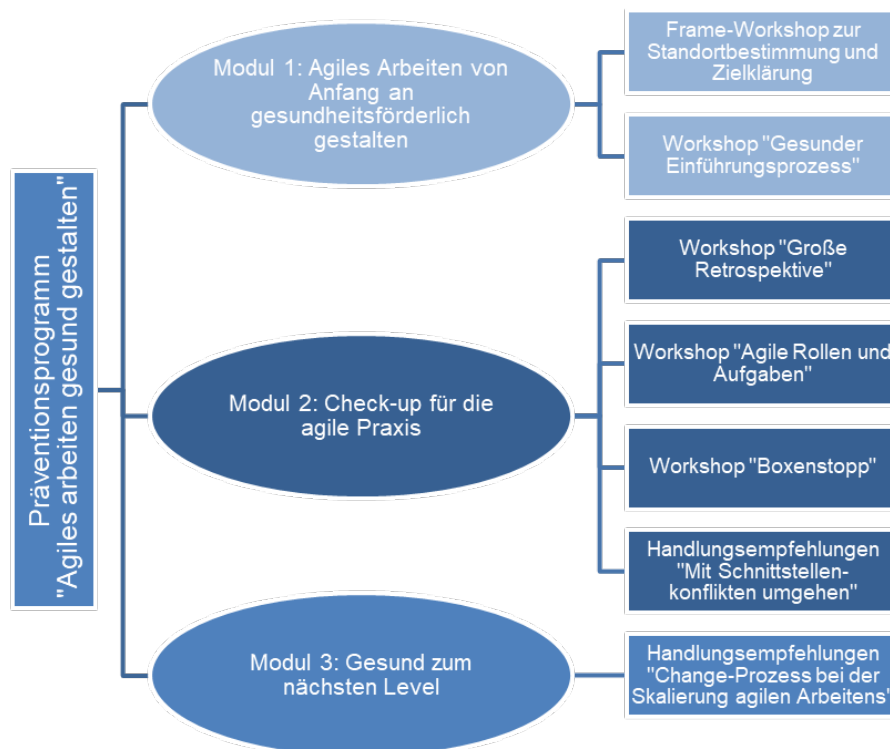 Präventionsprogramm
"Agiles arbeiten gesund gestalten"
Modul 1: Agiles Arbeiten von
Anfang an
gesundheitsförderlich
gestalten
Frame-Workshop zur
Standortbestimmung und
Zielklärung
Workshop "Gesunder
Einführungsprozess"
Modul 2: Check-up für die
agile Praxis
Workshop "Große
Retrospektive"
Workshop "Agile Rollen und
Aufgaben"
Workshop "Boxenstopp"
Handlungsempfehlungen
"Mit Schnittstellen-
konflikten umgehen"
Modul 3: Gesund zum
nächsten Level
Handlungsempfehlungen
"Change-Prozess bei der
Skalierung agilen Arbeitens"